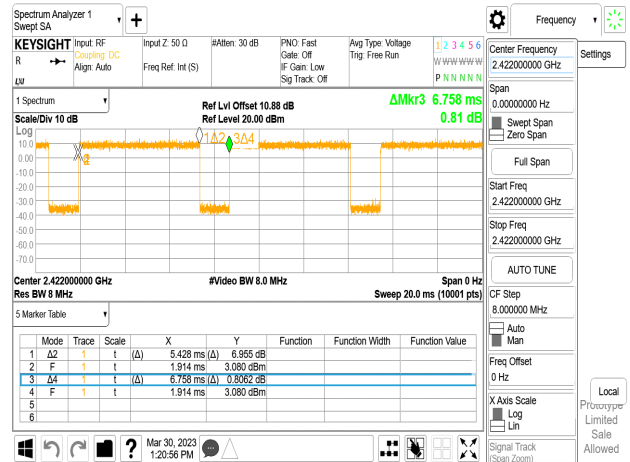 Spectrum Analyzer 1
Swept SA
Frequency
KEYSIGHT
R
Input: RF
Coupling: DC
Align: Auto
Input Z: 50 Ω
Freq Ref: Int (S)
#Atten: 30 dB
PNO: Fast
Gate: Off
IF Gain: Low
Sig Track: Off
Avg Type: Voltage
Trig: Free Run
1 2 3 4 5 6
W W W W W W
P N N N N N
LXI
1 Spectrum
Scale/Div 10 dB
Ref Lvl Offset 10.88 dB
Ref Level 20.00 dBm
ΔMkr3 6.758 ms
0.81 dB
Log
10.0
0.00
-10.0
-20.0
-30.0
-40.0
-50.0
-60.0
-70.0
1Δ2 3Δ4
Center 2.422000000 GHz
Res BW 8 MHz
#Video BW 8.0 MHz
Span 0 Hz
Sweep 20.0 ms (10001 pts)
5 Marker Table
Mode Trace Scale X Y Function Function Width Function Value
1 Δ2 1 t (Δ) 5.428 ms (Δ) 6.955 dB
2 F 1 t 1.914 ms 3.080 dBm
3 Δ4 1 t (Δ) 6.758 ms (Δ) 0.8062 dB
4 F 1 t 1.914 ms 3.080 dBm
5
6
Mar 30, 2023
1:20:56 PM
Center Frequency
2.422000000 GHz
Settings
Span
0.00000000 Hz
Swept Span
Zero Span
Full Span
Start Freq
2.422000000 GHz
Stop Freq
2.422000000 GHz
AUTO TUNE
CF Step
8.000000 MHz
Auto
Man
Freq Offset
0 Hz
X Axis Scale
Log
Lin
Signal Track
(Span Zoom)
Local
Prototype
Limited
Sale
Allowed